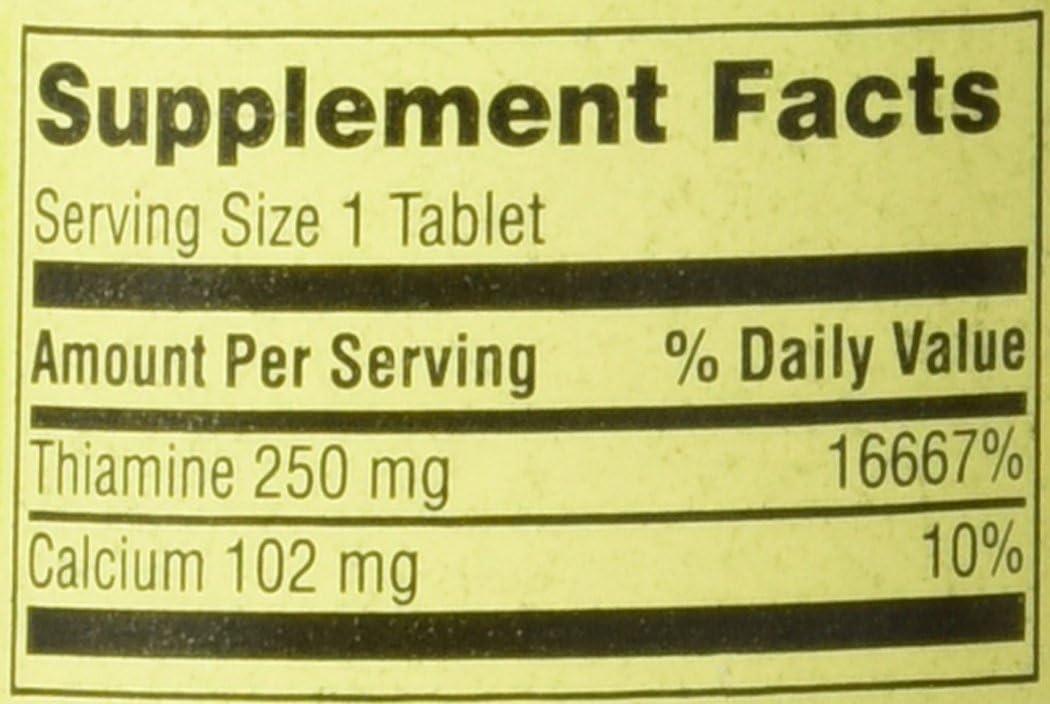 Supplement Facts
Serving Size 1 Tablet
Amount Per Serving % Daily Value
Thiamine 250 mg 16667%
Calcium 102 mg 10%